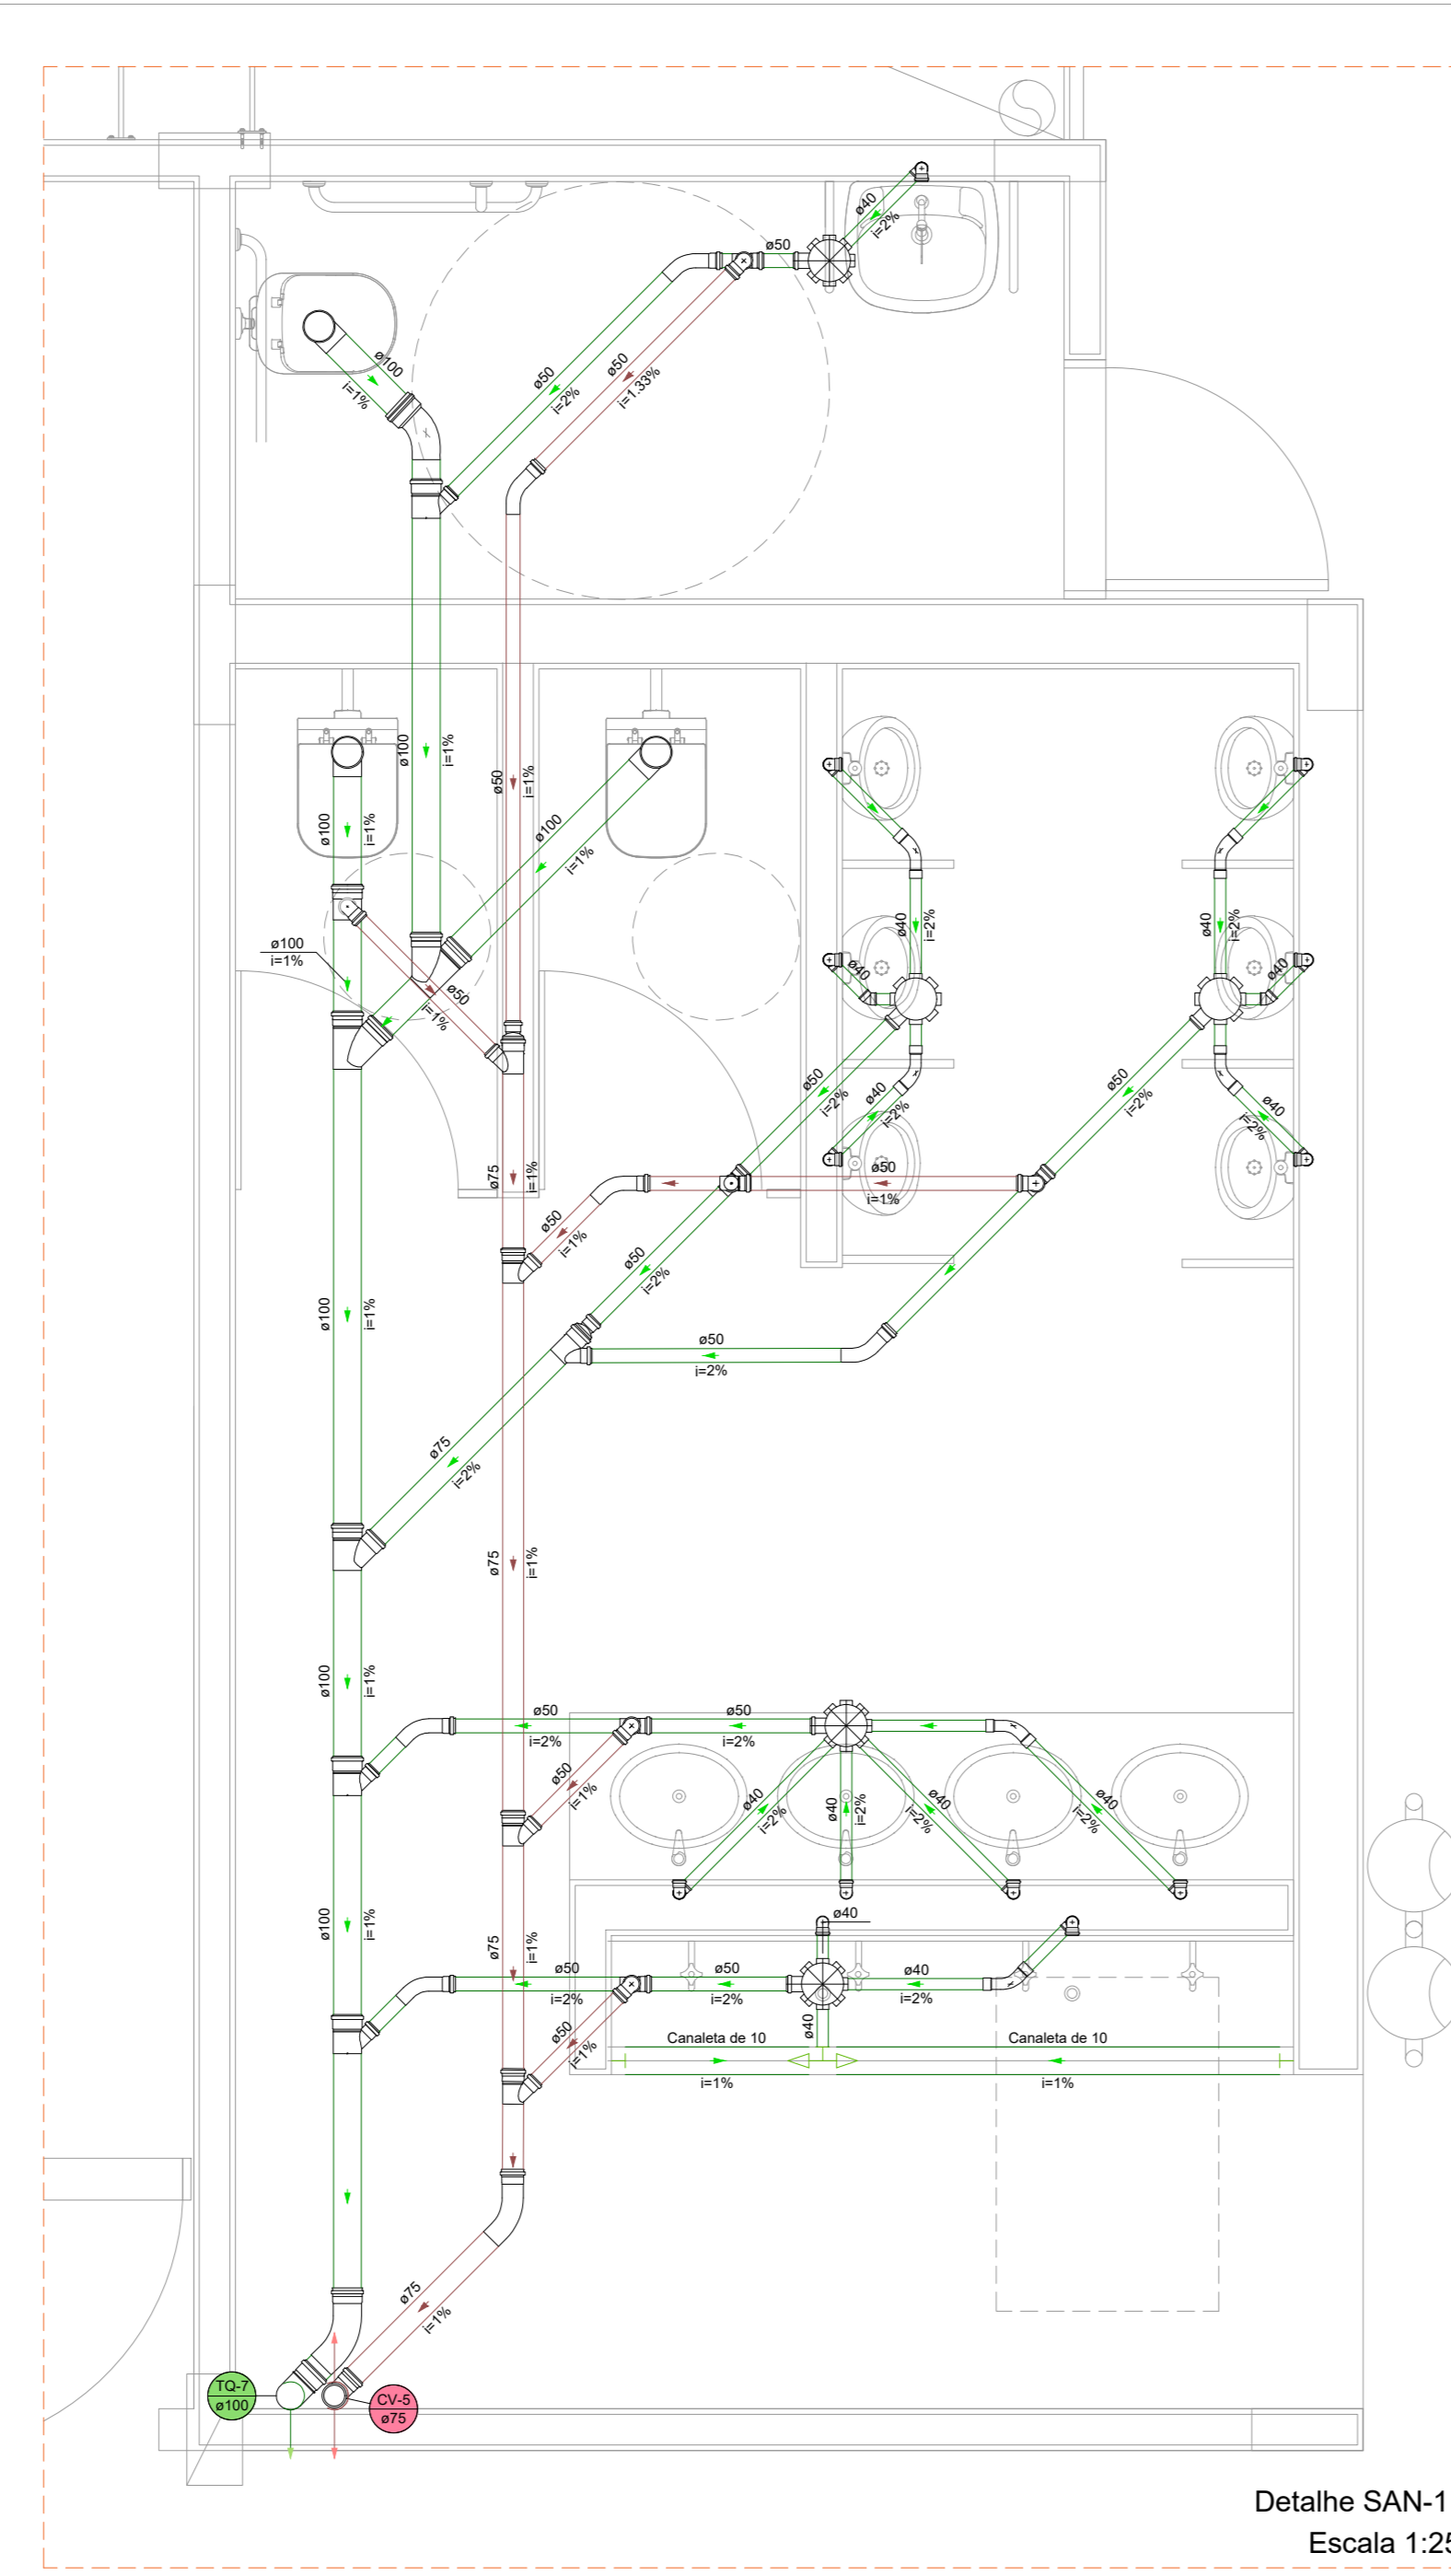 ø40
i=2%
ø50
ø100
i=1%
ø50
i=2%
ø50
i=1.33%
ø100
i=1%
ø50
i=1%
ø100
i=1%
ø100
i=1%
ø40
i=2%
ø40
i=2%
ø100
i=1%
ø50
i=1%
ø40
ø40
ø50
i=2%
ø40
i=2%
ø50
i=2%
ø40
i=2%
ø75
i=1%
ø50
i=1%
ø50
i=1%
ø50
i=2%
ø100
i=1%
ø50
i=2%
ø75
i=2%
ø75
i=1%
ø100
i=1%
ø50
i=2%
ø50
i=2%
ø50
i=1%
ø40
i=2%
ø40
i=2%
ø40
i=2%
ø40
i=2%
ø100
i=1%
ø75
i=1%
ø40
ø50
i=2%
ø50
i=2%
ø40
i=2%
ø50
i=1%
ø40
Canaleta de 10
i=1%
Canaleta de 10
i=1%
ø75
i=1%
TQ-7
ø100
CV-5
ø75
Detalhe SAN-1
Escala 1:25